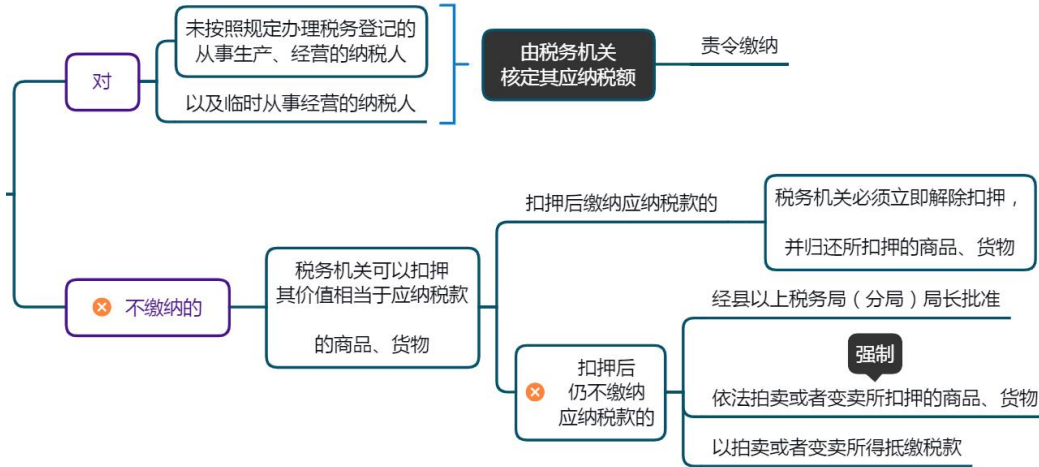 未按照规定办理税务登记的
从事生产、经营的纳税人
对
以及临时从事经营的纳税人
由税务机关
核定其应纳税额
责令缴纳
不缴纳的
税务机关可以扣押
其价值相当于应纳税款
的商品、货物
扣押后缴纳应纳税款的
税务机关必须立即解除扣押，
并归还所扣押的商品、货物
扣押后
仍不缴纳
应纳税款的
经县以上税务局（分局）局长批准
强制
依法拍卖或者变卖所扣押的商品、货物
以拍卖或者变卖所得抵缴税款